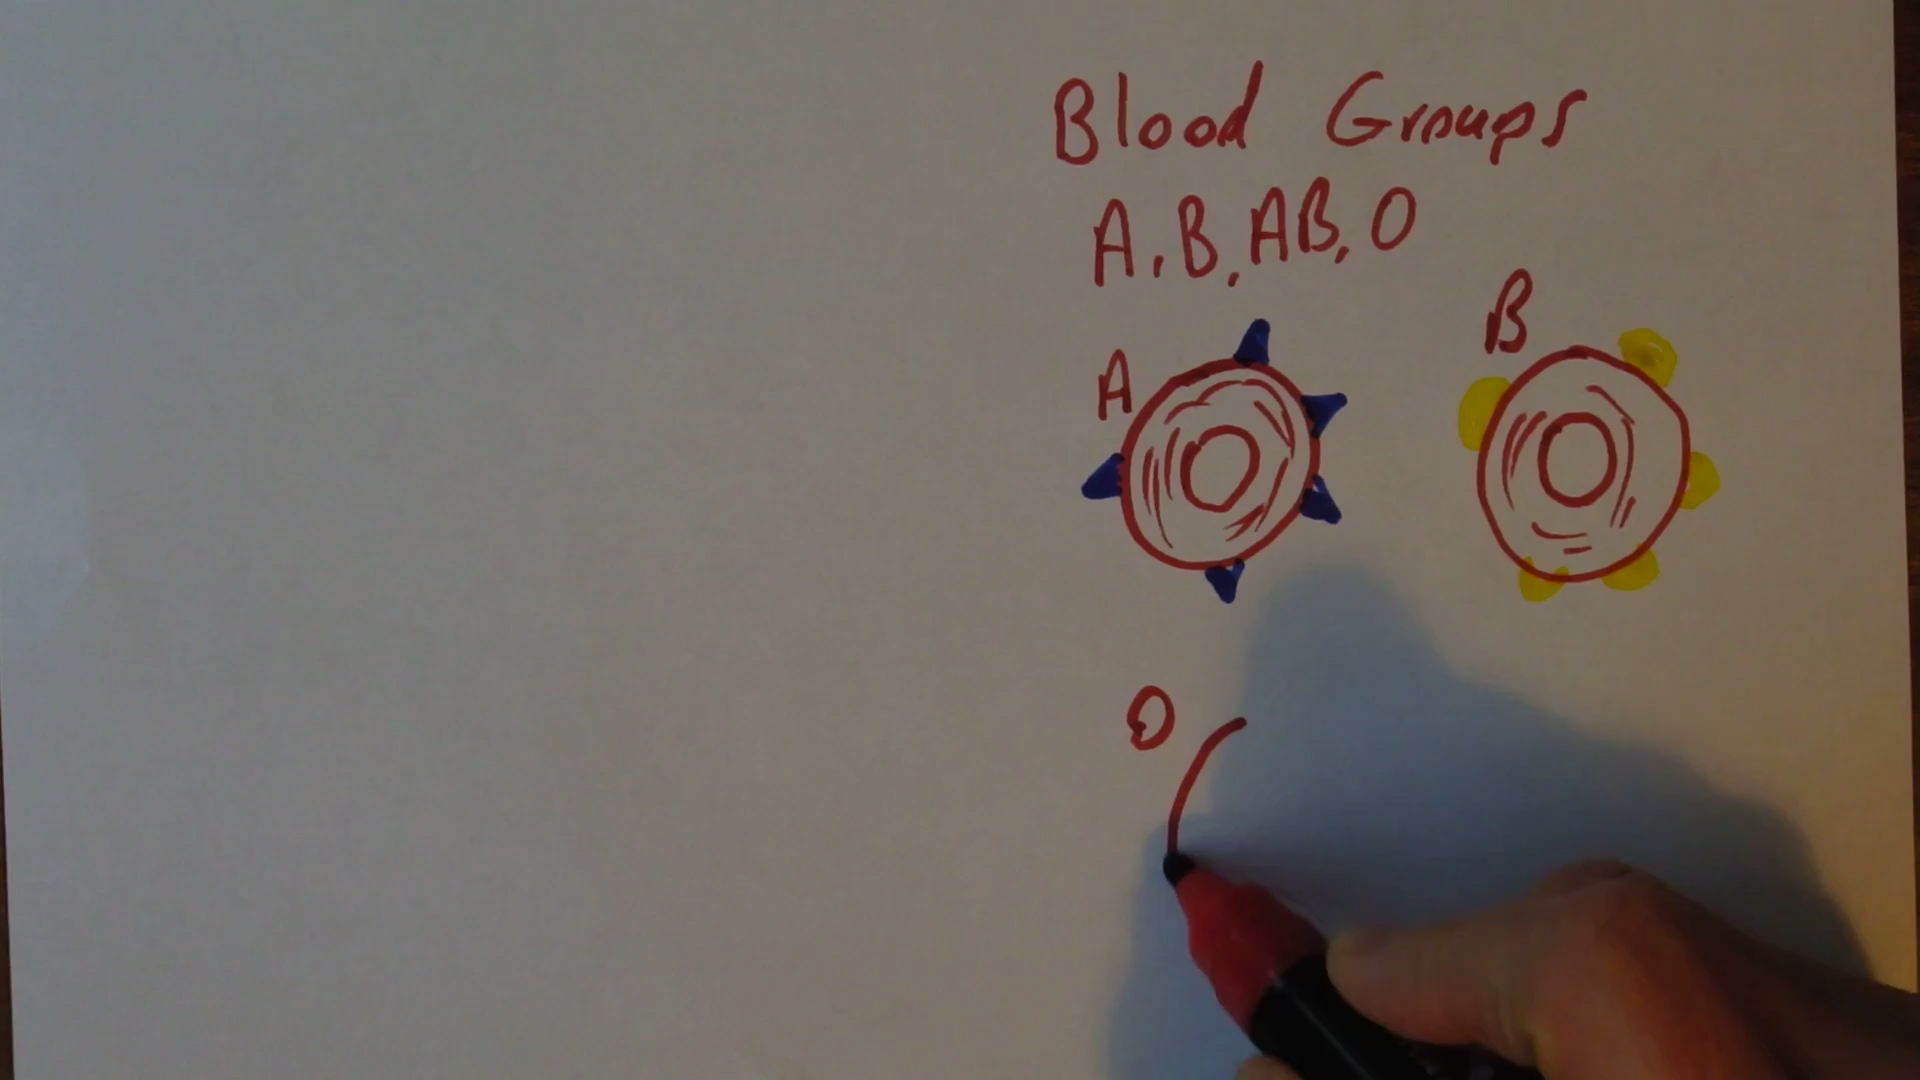 Blood Groups
A, B, AB, O
A
B
O